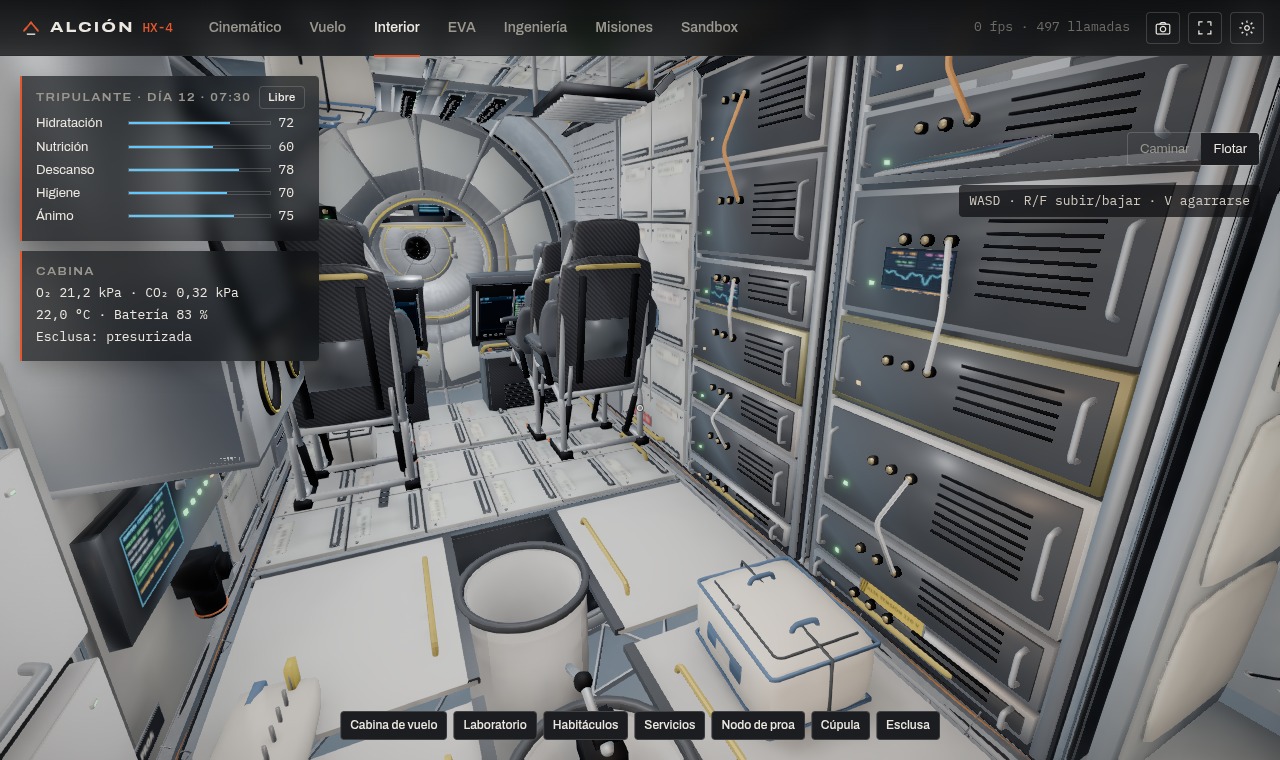 ALCIÓN HX-4
Cinemático Vuelo Interior EVA Ingeniería Misiones Sandbox
0 fps · 497 llamadas
TRIPULANTE · DÍA 12 · 07:30 Libre
Hidratación 72
Nutrición 60
Descanso 78
Higiene 70
Ánimo 75
CABINA
O₂ 21,2 kPa · CO₂ 0,32 kPa
22,0 °C · Batería 83 %
Esclusa: presurizada
Caminar Flotar
WASD · R/F subir/bajar · V agarrarse
Cabina de vuelo Laboratorio Habitáculos Servicios Nodo de proa Cúpula Esclusa